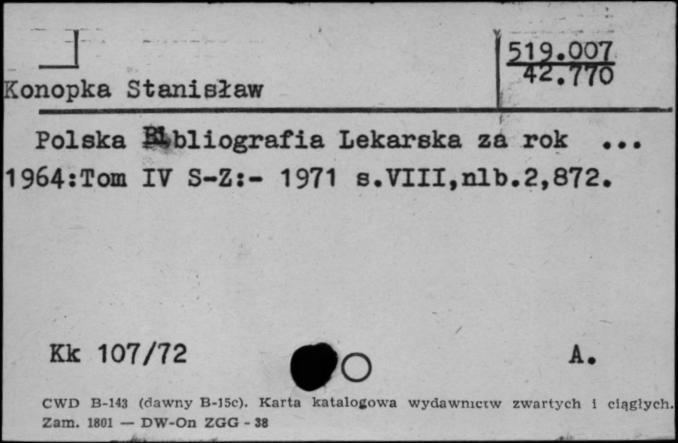 519.007
42.770
Konopka Stanisław
Polska Bibliografia Lekarska za rok ...
1964:Tom IV S-Z:- 1971 s.VIII,nlb.2,872.
Kk 107/72
A.
CWD B-143 (dawny B-15c). Karta katalogowa wydawnictw zwartych i ciągłych.
Zam. 1801 — DW-On ZGG - 38